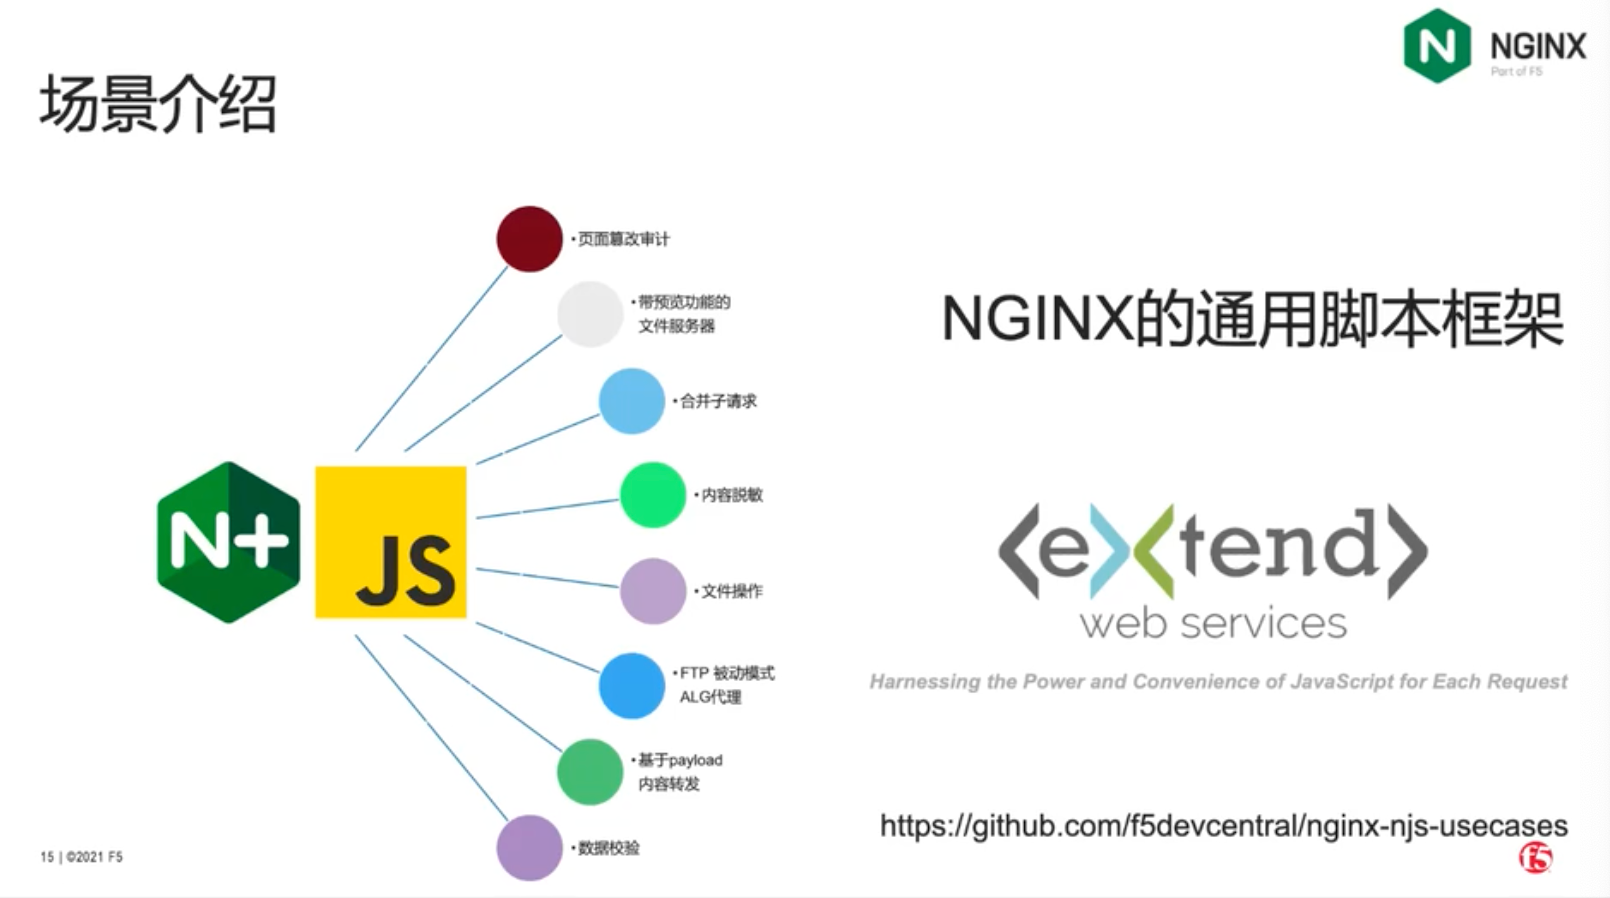 NGINX
Part of F5
场景介绍
•页面篡改审计
•带预览功能的
文件服务器
•合并子请求
•内容脱敏
•文件操作
•FTP 被动模式
ALG代理
•基于payload
内容转发
•数据校验
N+
JS
NGINX的通用脚本框架
<eXtend>
web services
Harnessing the Power and Convenience of JavaScript for Each Request
https://github.com/f5devcentral/nginx-njs-usecases
15 | ©2021 F5
f5